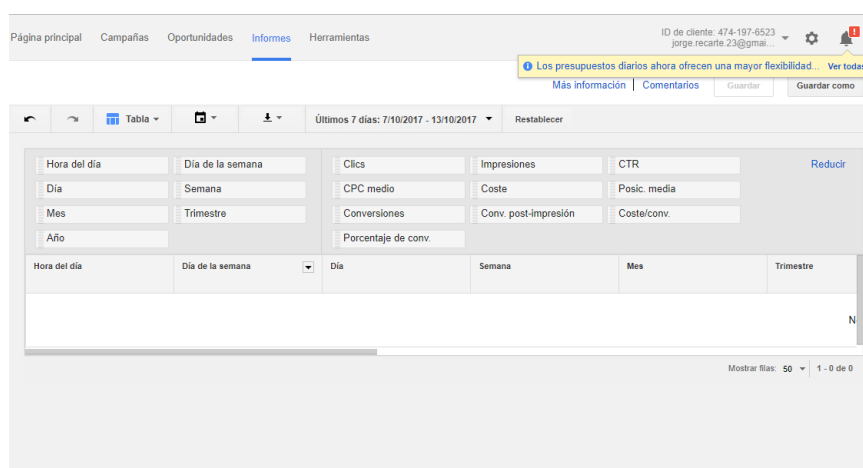 Página principal Campañas Oportunidades Informes Herramientas
ID de cliente: 474-197-6523
jorge.recarte.23@gmai...
Los presupuestos diarios ahora ofrecen una mayor flexibilidad... Ver todas
Más información Comentarios Guardar Guardar como
Tabla Últimos 7 días: 7/10/2017 - 13/10/2017 Restablecer
Hora del día Día de la semana Clics Impresiones CTR Reducir
Día Semana CPC medio Coste Posic. media
Mes Trimestre Conversiones Conv. post-impresión Coste/conv.
Año Porcentaje de conv.
Hora del día Día de la semana Día Semana Mes Trimestre
N
Mostrar filas: 50 1 - 0 de 0